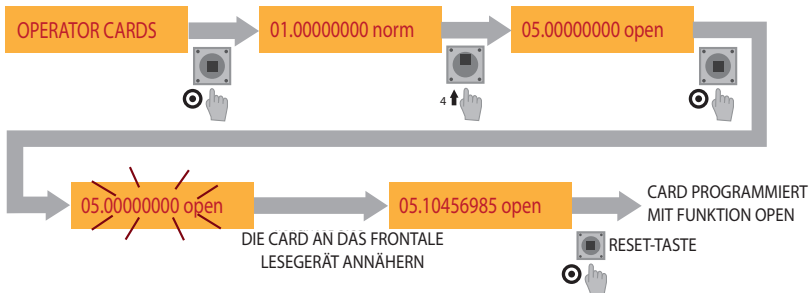 OPERATOR CARDS
01.00000000 norm
05.00000000 open
4
05.00000000 open
05.10456985 open
CARD PROGRAMMIERT
MIT FUNKTION OPEN
DIE CARD AN DAS FRONTALE
LESEGERÄT ANNÄHERN
RESET-TASTE